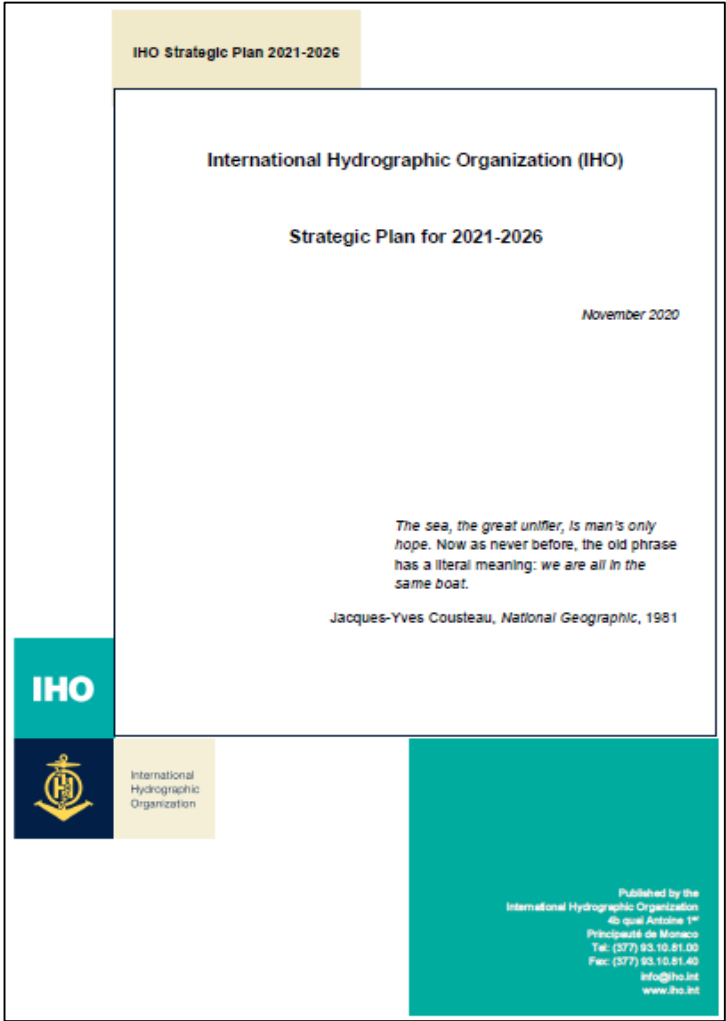 IHO Strategic Plan 2021-2026
International Hydrographic Organization (IHO)
Strategic Plan for 2021-2026
November 2020
The sea, the great unifier, is man's only
hope. Now as never before, the old phrase
has a literal meaning: we are all in the
same boat.
Jacques-Yves Cousteau, National Geographic, 1981
IHO
International
Hydrographic
Organization
Published by the
International Hydrographic Organization
4b quai Antoine 1er
Principauté de Monaco
Tel: (377) 93.10.81.00
Fax: (377) 93.10.81.40
info@iho.int
www.iho.int